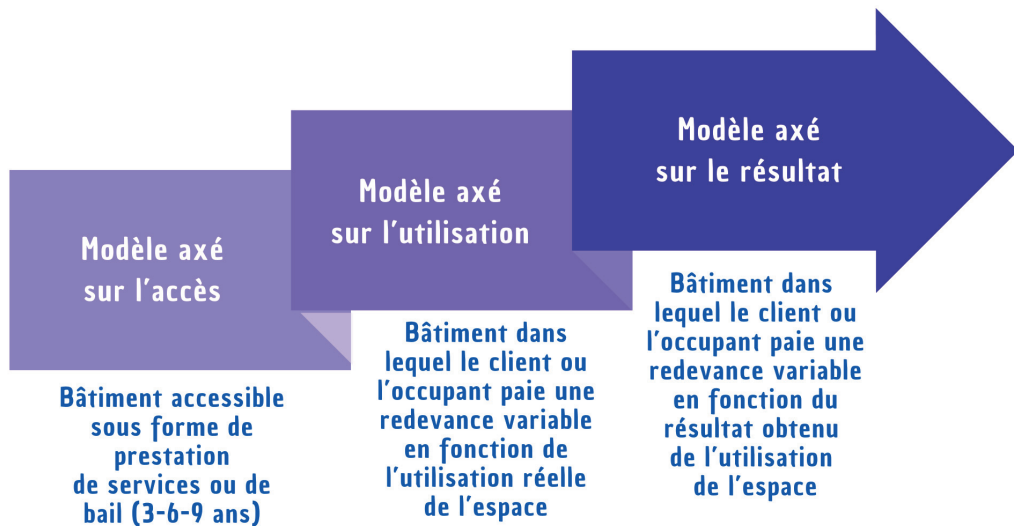 Modèle axé
sur l'accès
Bâtiment accessible
sous forme de
prestation
de services ou de
bail (3-6-9 ans)
Modèle axé
sur l'utilisation
Bâtiment dans
lequel le client ou
l'occupant paie une
redevance variable
en fonction de
l'utilisation réelle
de l'espace
Modèle axé
sur le résultat
Bâtiment dans
lequel le client ou
l'occupant paie une
redevance variable
en fonction du
résultat obtenu
de l'utilisation
de l'espace